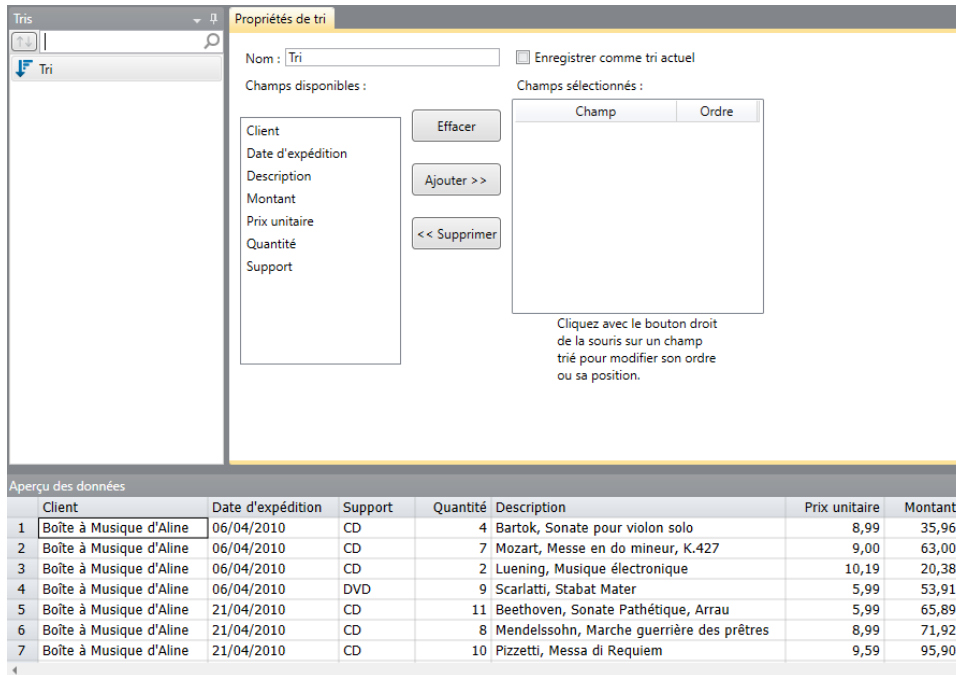 Tris
Propriétés de tri
Tri
Nom : Tri
Enregistrer comme tri actuel
Champs disponibles :
Champs sélectionnés :
Client
Date d'expédition
Description
Montant
Prix unitaire
Quantité
Support
Effacer
Ajouter >>
<< Supprimer
Champ Ordre
Cliquez avec le bouton droit
de la souris sur un champ
trié pour modifier son ordre
ou sa position.
Aperçu des données
Client Date d'expédition Support Quantité Description Prix unitaire Montant
1 Boîte à Musique d'Aline 06/04/2010 CD 4 Bartok, Sonate pour violon solo 8,99 35,96
2 Boîte à Musique d'Aline 06/04/2010 CD 7 Mozart, Messe en do mineur, K.427 9,00 63,00
3 Boîte à Musique d'Aline 06/04/2010 CD 2 Luening, Musique électronique 10,19 20,38
4 Boîte à Musique d'Aline 06/04/2010 DVD 9 Scarlatti, Stabat Mater 5,99 53,91
5 Boîte à Musique d'Aline 21/04/2010 CD 11 Beethoven, Sonate Pathétique, Arrau 5,99 65,89
6 Boîte à Musique d'Aline 21/04/2010 CD 8 Mendelssohn, Marche guerrière des prêtres 8,99 71,92
7 Boîte à Musique d'Aline 21/04/2010 CD 10 Pizzetti, Messa di Requiem 9,59 95,90